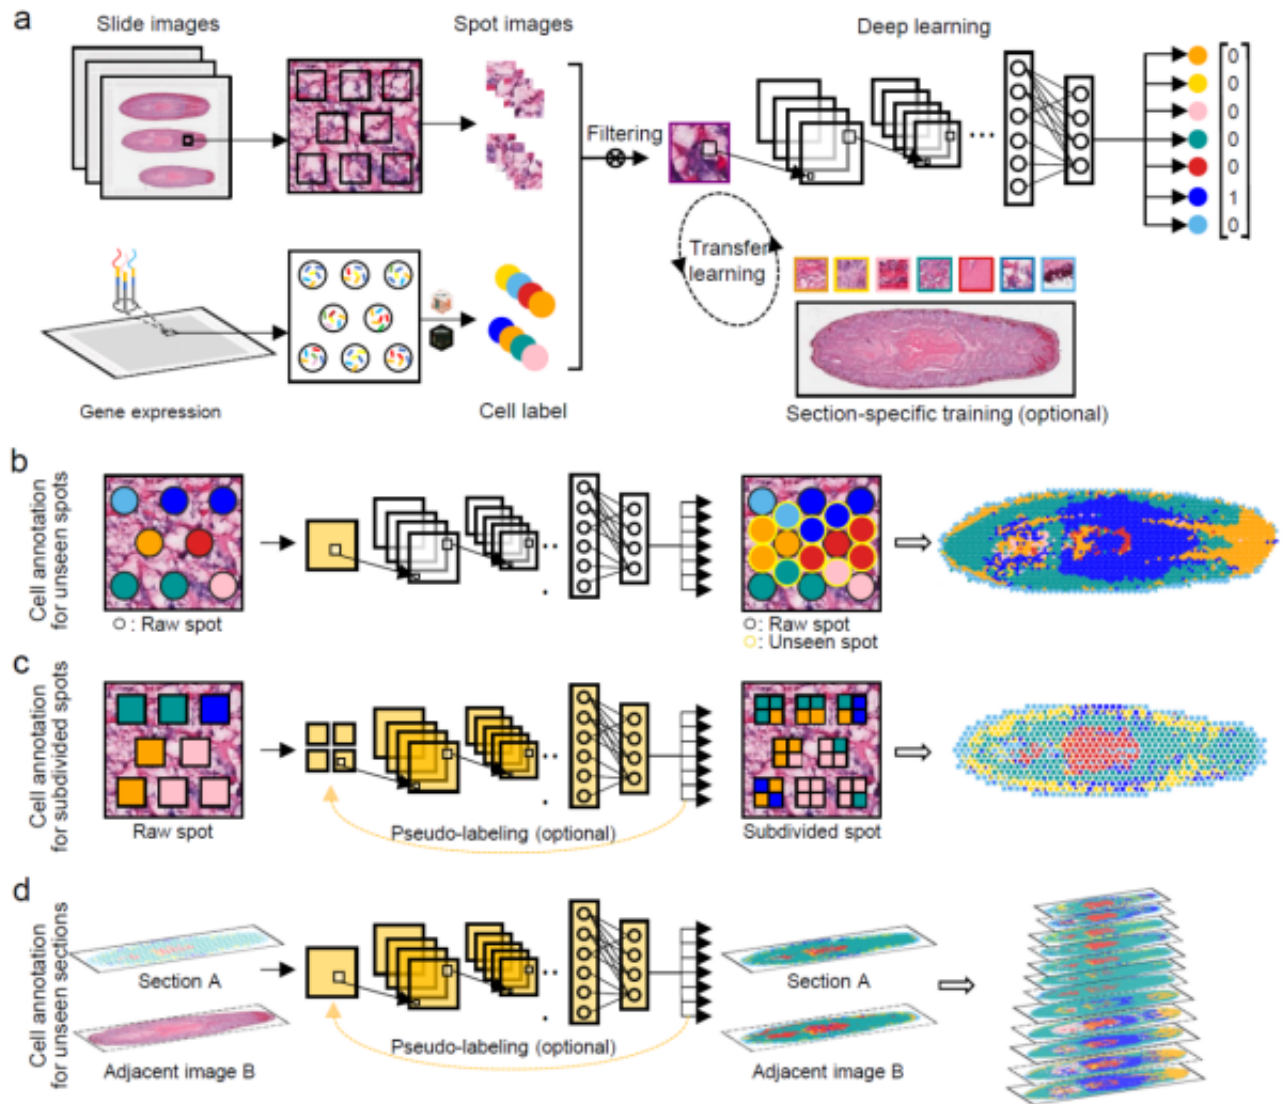 a
Slide images
Spot images
Deep learning
Filtering
0
0
0
0
0
1
0
Transfer
learning
Gene expression
Cell label
Section-specific training (optional)
b
Cell annotation
for unseen spots
: Raw spot
: Raw spot
: Unseen spot
c
Cell annotation
for subdivided spots
Raw spot
Pseudo-labeling (optional)
Subdivided spot
d
Cell annotation
for unseen sections
Section A
Adjacent image B
Pseudo-labeling (optional)
Section A
Adjacent image B